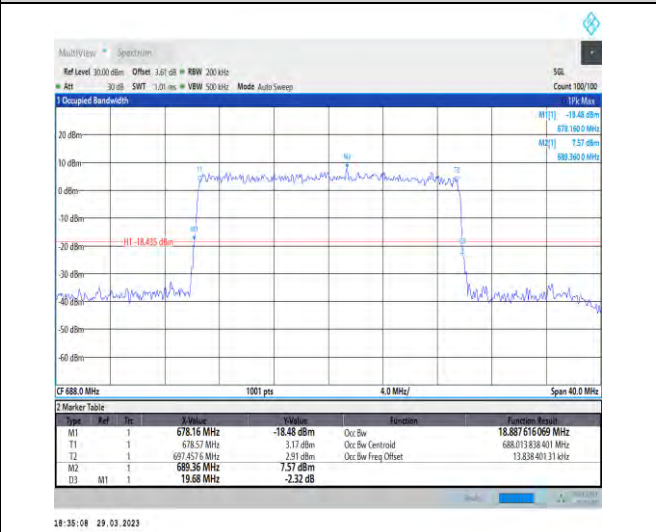 MultiView Spectrum
Ref Level 30.00 dBm Offset 3.61 dB RBW 200 kHz SGL
Att 30 dB SWT 1.01 ms VBW 500 kHz Mode Auto Sweep Count 100/100
1 Occupied Bandwidth 1Pk Max
M1[1] -18.48 dBm
678.160 0 MHz
M2[1] 7.57 dBm
689.360 0 MHz
20 dBm
10 dBm
T1 M2 T2
0 dBm
-10 dBm
M1
H1 -18.435 dBm
-20 dBm
-30 dBm
-40 dBm
-50 dBm
-60 dBm
CF 688.0 MHz 1001 pts 4.0 MHz/ Span 40.0 MHz
2 Marker Table
Type Ref Trc X-Value Y-Value Function Function Result
M1 1 678.16 MHz -18.48 dBm Occ Bw 18.887 616 069 MHz
T1 1 678.57 MHz 3.17 dBm Occ Bw Centroid 688.013 838 401 MHz
T2 1 697.457 6 MHz 2.91 dBm Occ Bw Freq Offset 13.838 401 31 kHz
M2 1 689.36 MHz 7.57 dBm
D3 M1 1 19.68 MHz -2.32 dB
18:35:08 29.03.2023